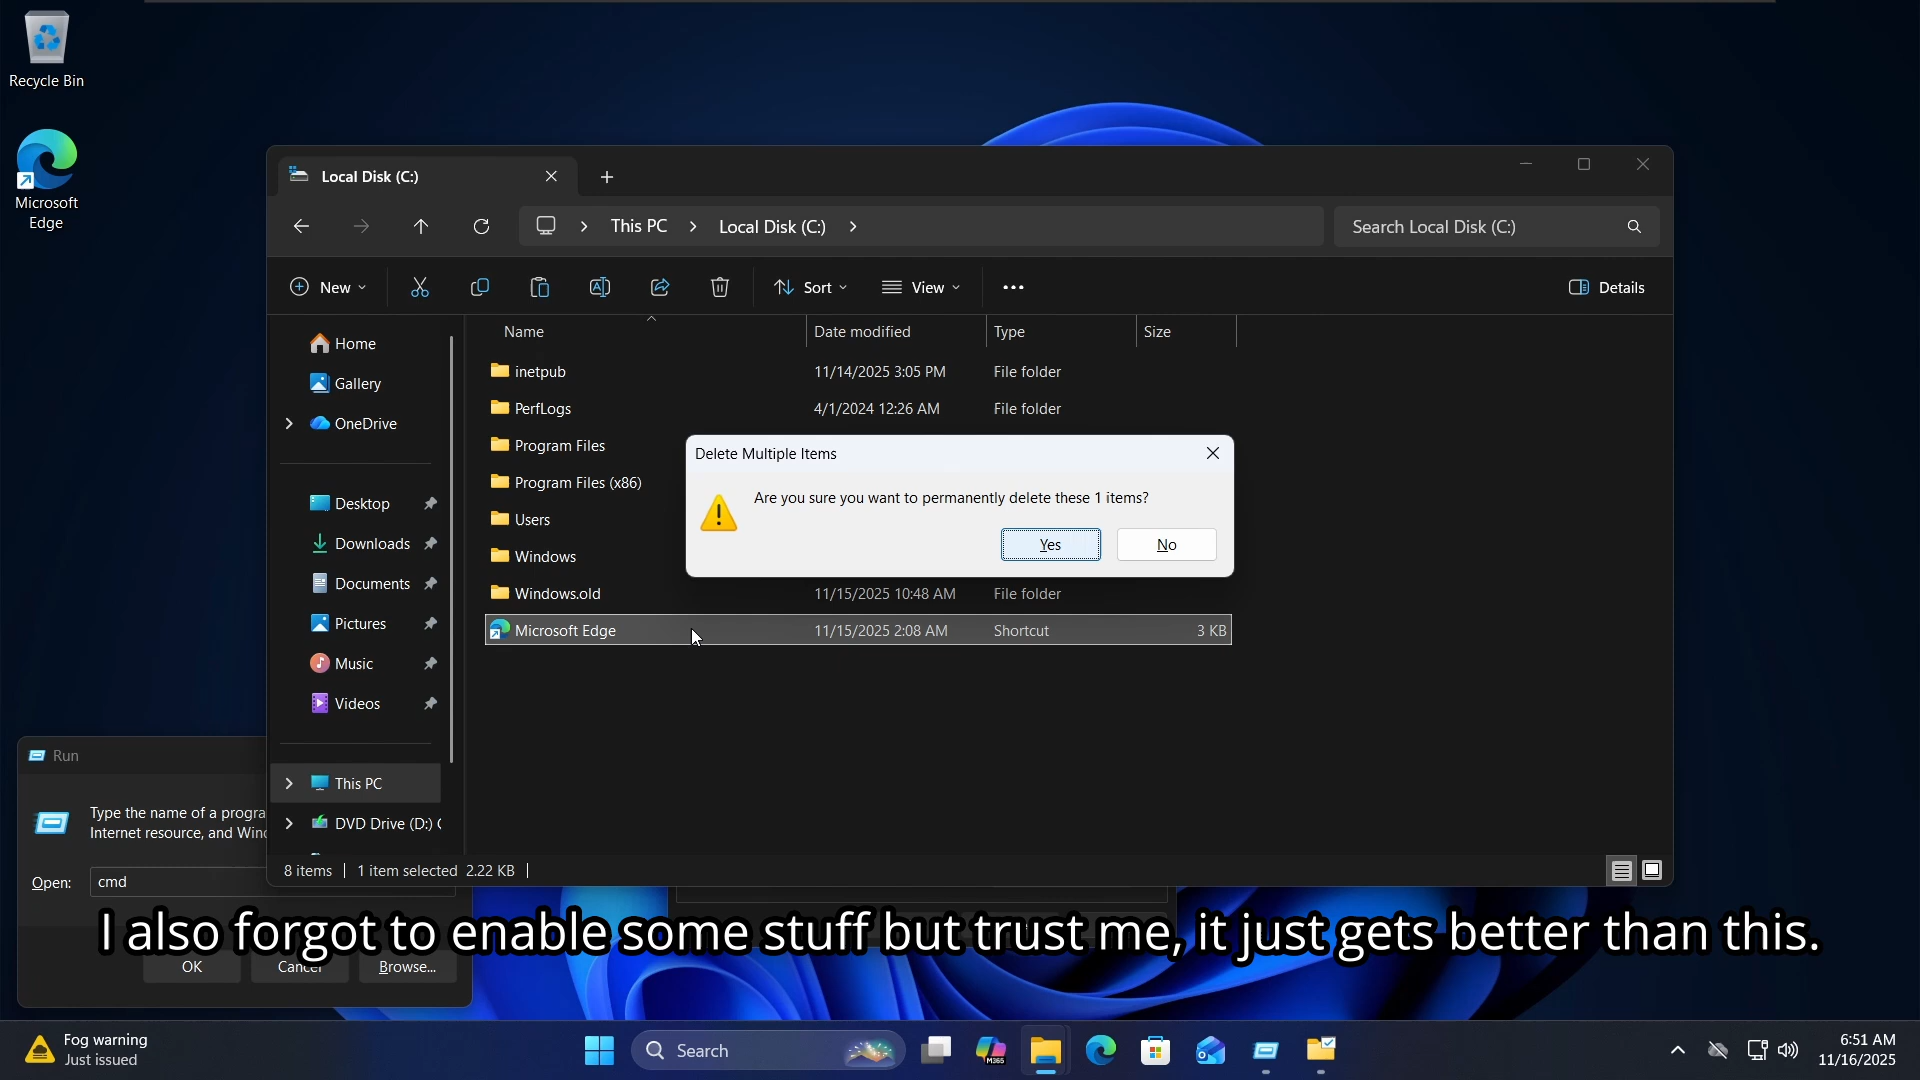 Recycle Bin
Microsoft
Edge
Local Disk (C:)
This PC
Local Disk (C:)
Search Local Disk (C:)
New
Sort
View
Details
Home
Gallery
OneDrive
Desktop
Downloads
Documents
Pictures
Music
Videos
This PC
DVD Drive (D:)
Name Date modified Type Size
inetpub 11/14/2025 3:05 PM File folder
PerfLogs 4/1/2024 12:26 AM File folder
Program Files
Program Files (x86)
Users
Windows
Windows.old 11/15/2025 10:48 AM File folder
Microsoft Edge 11/15/2025 2:08 AM Shortcut 3 KB
Delete Multiple Items
Are you sure you want to permanently delete these 1 items?
Yes No
8 items 1 item selected 2.22 KB
Run
Type the name of a progra
Internet resource, and Win
Open: cmd
OK Cancel Browse...
I also forgot to enable some stuff but trust me, it just gets better than this.
Fog warning
Just issued
Search
M365
6:51 AM
11/16/2025